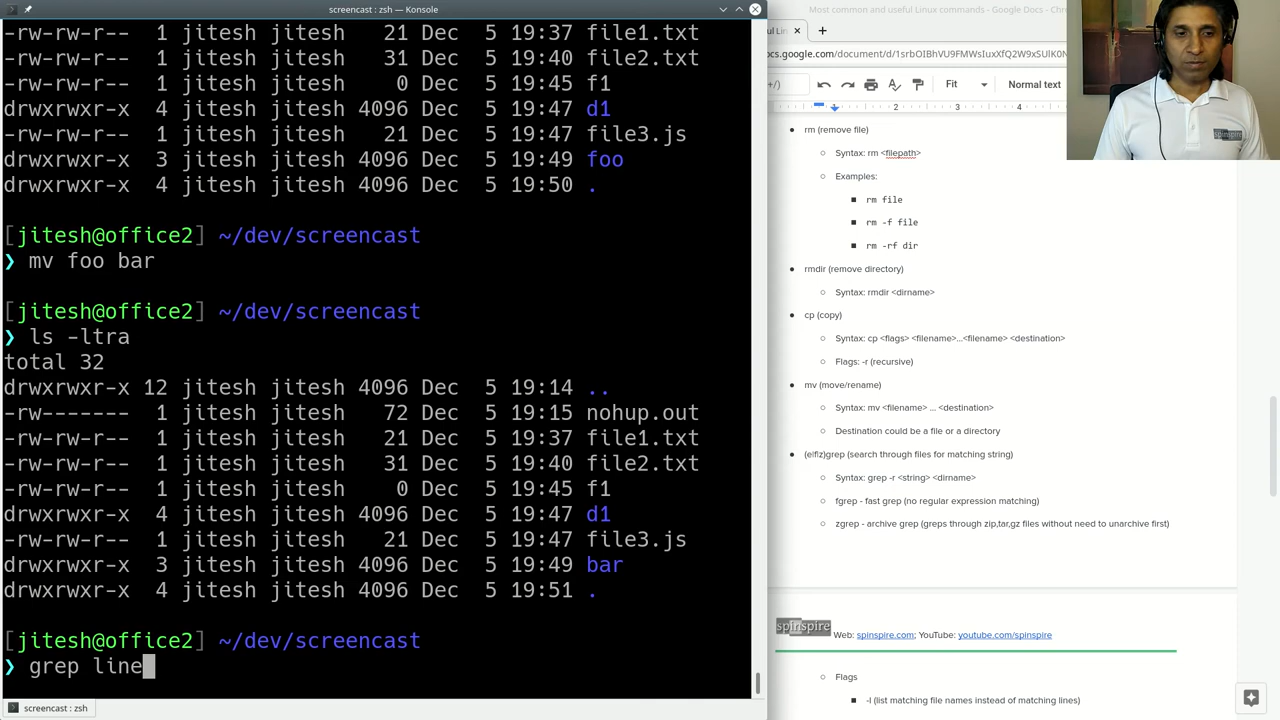 screencast : zsh — Konsole
-rw-rw-r-- 1 jitesh jitesh 21 Dec 5 19:37 file1.txt
-rw-rw-r-- 1 jitesh jitesh 31 Dec 5 19:40 file2.txt
-rw-rw-r-- 1 jitesh jitesh 0 Dec 5 19:45 f1
drwxrwxr-x 4 jitesh jitesh 4096 Dec 5 19:47 d1
-rw-rw-r-- 1 jitesh jitesh 21 Dec 5 19:47 file3.js
drwxrwxr-x 3 jitesh jitesh 4096 Dec 5 19:49 foo
drwxrwxr-x 4 jitesh jitesh 4096 Dec 5 19:50 .
[jitesh@office2] ~/dev/screencast
❯ mv foo bar
[jitesh@office2] ~/dev/screencast
❯ ls -ltra
total 32
drwxrwxr-x 12 jitesh jitesh 4096 Dec 5 19:14 ..
-rw------- 1 jitesh jitesh 72 Dec 5 19:15 nohup.out
-rw-rw-r-- 1 jitesh jitesh 21 Dec 5 19:37 file1.txt
-rw-rw-r-- 1 jitesh jitesh 31 Dec 5 19:40 file2.txt
-rw-rw-r-- 1 jitesh jitesh 0 Dec 5 19:45 f1
drwxrwxr-x 4 jitesh jitesh 4096 Dec 5 19:47 d1
-rw-rw-r-- 1 jitesh jitesh 21 Dec 5 19:47 file3.js
drwxrwxr-x 3 jitesh jitesh 4096 Dec 5 19:49 bar
drwxrwxr-x 4 jitesh jitesh 4096 Dec 5 19:51 .
[jitesh@office2] ~/dev/screencast
❯ grep line
screencast : zsh
Most common and useful Linux commands - Google Docs - Chr
ul Lin
Fit Normal text
1 2 3 4
spinspire
rm (remove file)
Syntax: rm <filepath>
Examples:
rm file
rm -f file
rm -rf dir
rmdir (remove directory)
Syntax: rmdir <dirname>
cp (copy)
Syntax: cp <flags> <filename>...<filename> <destination>
Flags: -r (recursive)
mv (move/rename)
Syntax: mv <filename> ... <destination>
Destination could be a file or a directory
(e|f|z)grep (search through files for matching string)
Syntax: grep -r <string> <dirname>
fgrep - fast grep (no regular expression matching)
zgrep - archive grep (greps through zip,tar,gz files without need to unarchive first)
spinspire Web: spinspire.com; YouTube: youtube.com/spinspire
Flags
-l (list matching file names instead of matching lines)